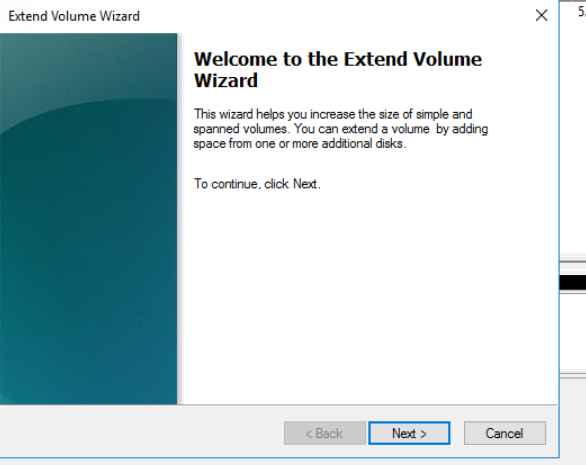 Extend Volume Wizard
5.
Welcome to the Extend Volume
Wizard
This wizard helps you increase the size of simple and
spanned volumes. You can extend a volume by adding
space from one or more additional disks.
To continue, click Next.
< Back
Next >
Cancel